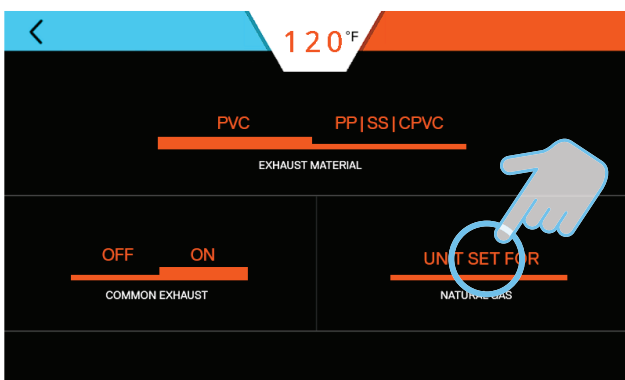 120°F
PVC PP|SS|CPVC
EXHAUST MATERIAL
OFF ON
COMMON EXHAUST
UNIT SET FOR
NATURAL GAS